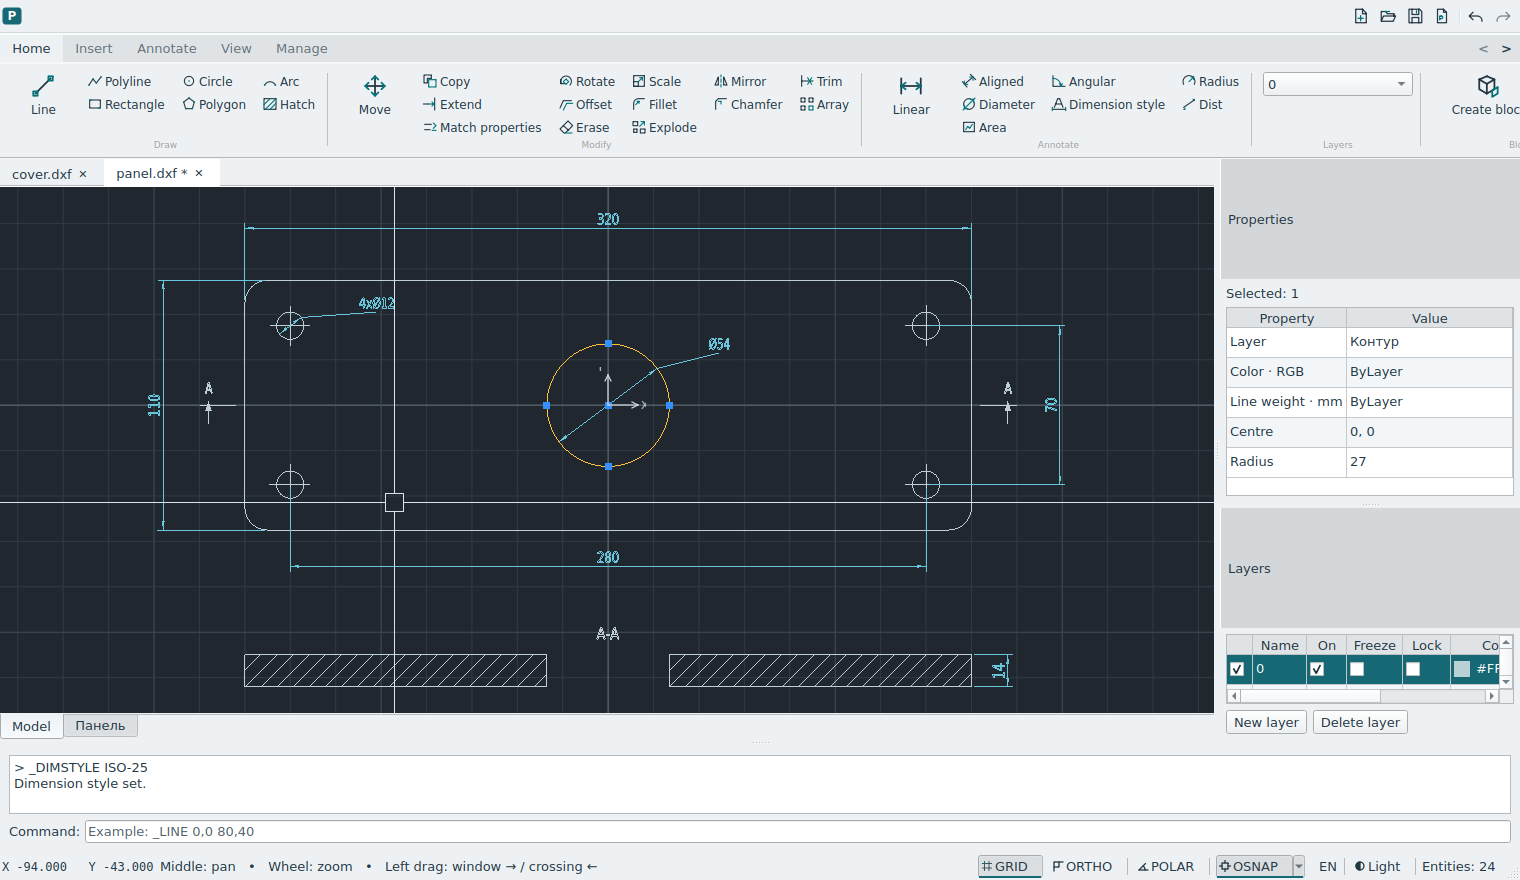 P
Home Insert Annotate View Manage < >
Line Polyline Circle Arc Move Copy Rotate Scale Mirror Trim Linear Aligned Angular Radius 0 Create bloc
Rectangle Polygon Hatch Extend Offset Fillet Chamfer Array Diameter Dimension style Dist
Match properties Erase Explode Area
Draw Modify Annotate Layers Blo
cover.dxf × panel.dxf * ×
320
4xØ12
Ø54
A A
110 70
X
280
A-A
14
Properties
Selected: 1
Property Value
Layer Контур
Color · RGB ByLayer
Line weight · mm ByLayer
Centre 0, 0
Radius 27
Layers
Name On Freeze Lock Co
0 #FF
New layer Delete layer
Model Панель
> _DIMSTYLE ISO-25
Dimension style set.
Command: Example: _LINE 0,0 80,40
X -94.000 Y -43.000 Middle: pan • Wheel: zoom • Left drag: window → / crossing ← GRID ORTHO POLAR OSNAP EN Light Entities: 24